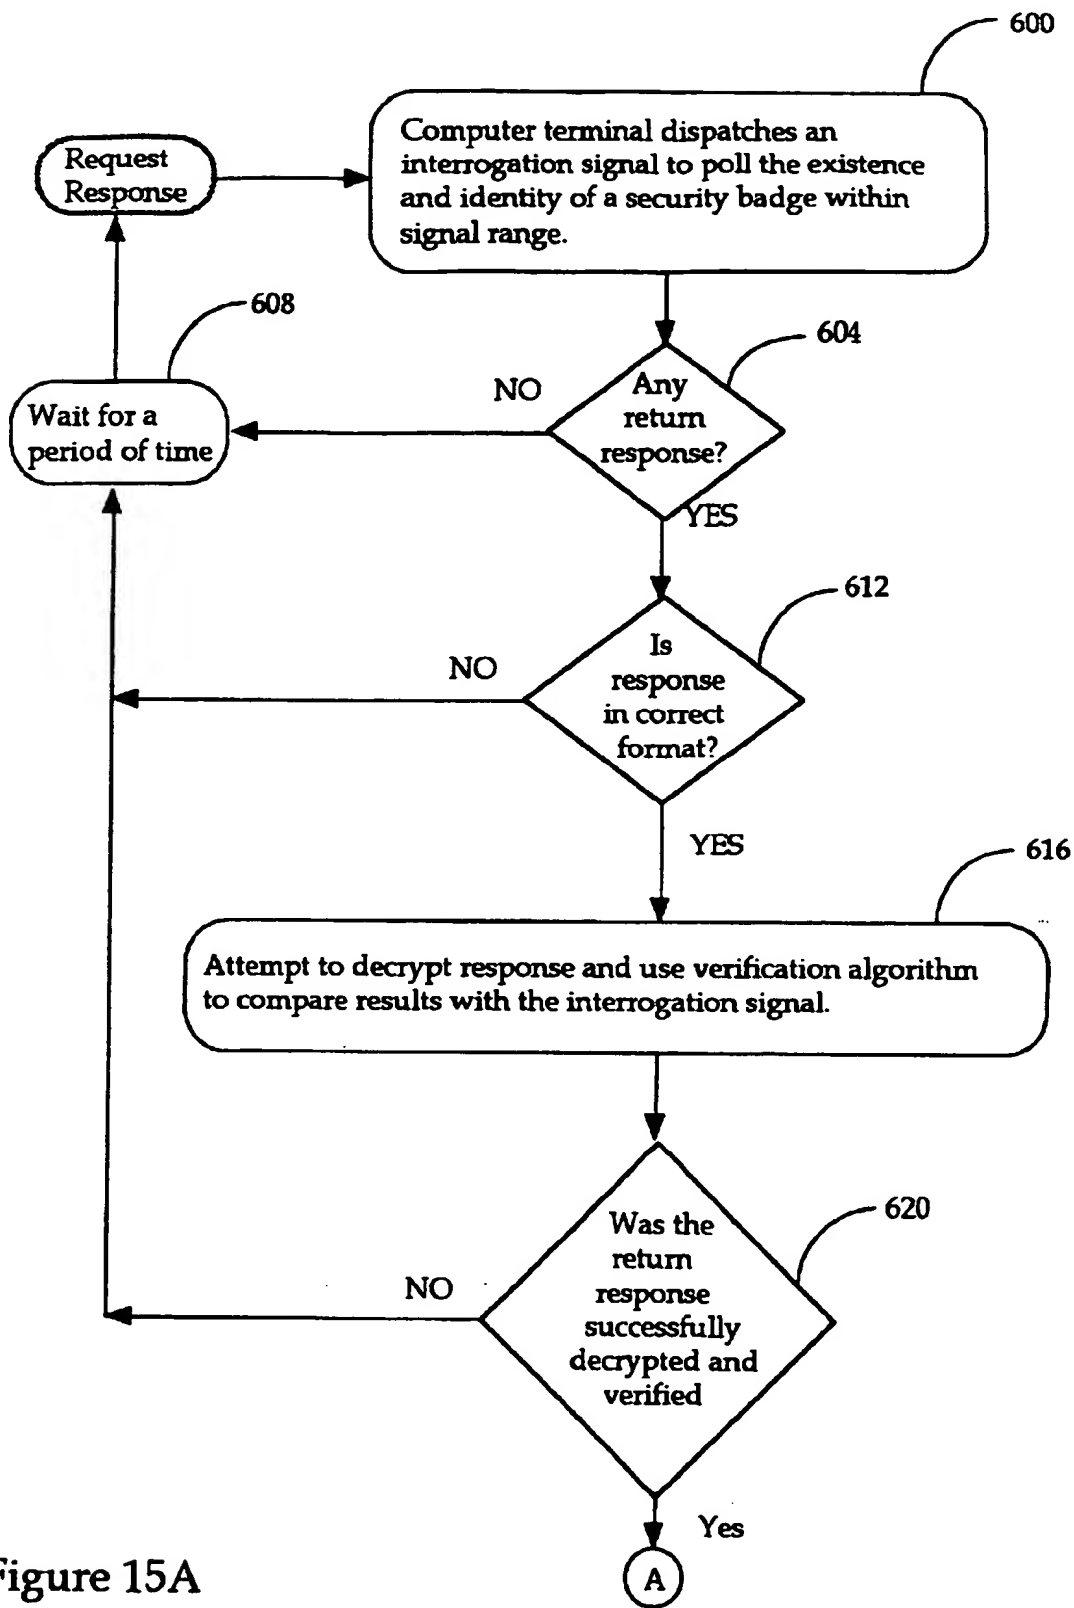 600
Request
Response
Computer terminal dispatches an
interrogation signal to poll the existence
and identity of a security badge within
signal range.
608
604
NO
Any
return
response?
Wait for a
period of time
YES
612
NO
Is
response
in correct
format?
YES
616
Attempt to decrypt response and use verification algorithm
to compare results with the interrogation signal.
620
NO
Was the
return
response
successfully
decrypted and
verified
Yes
A
Figure 15A